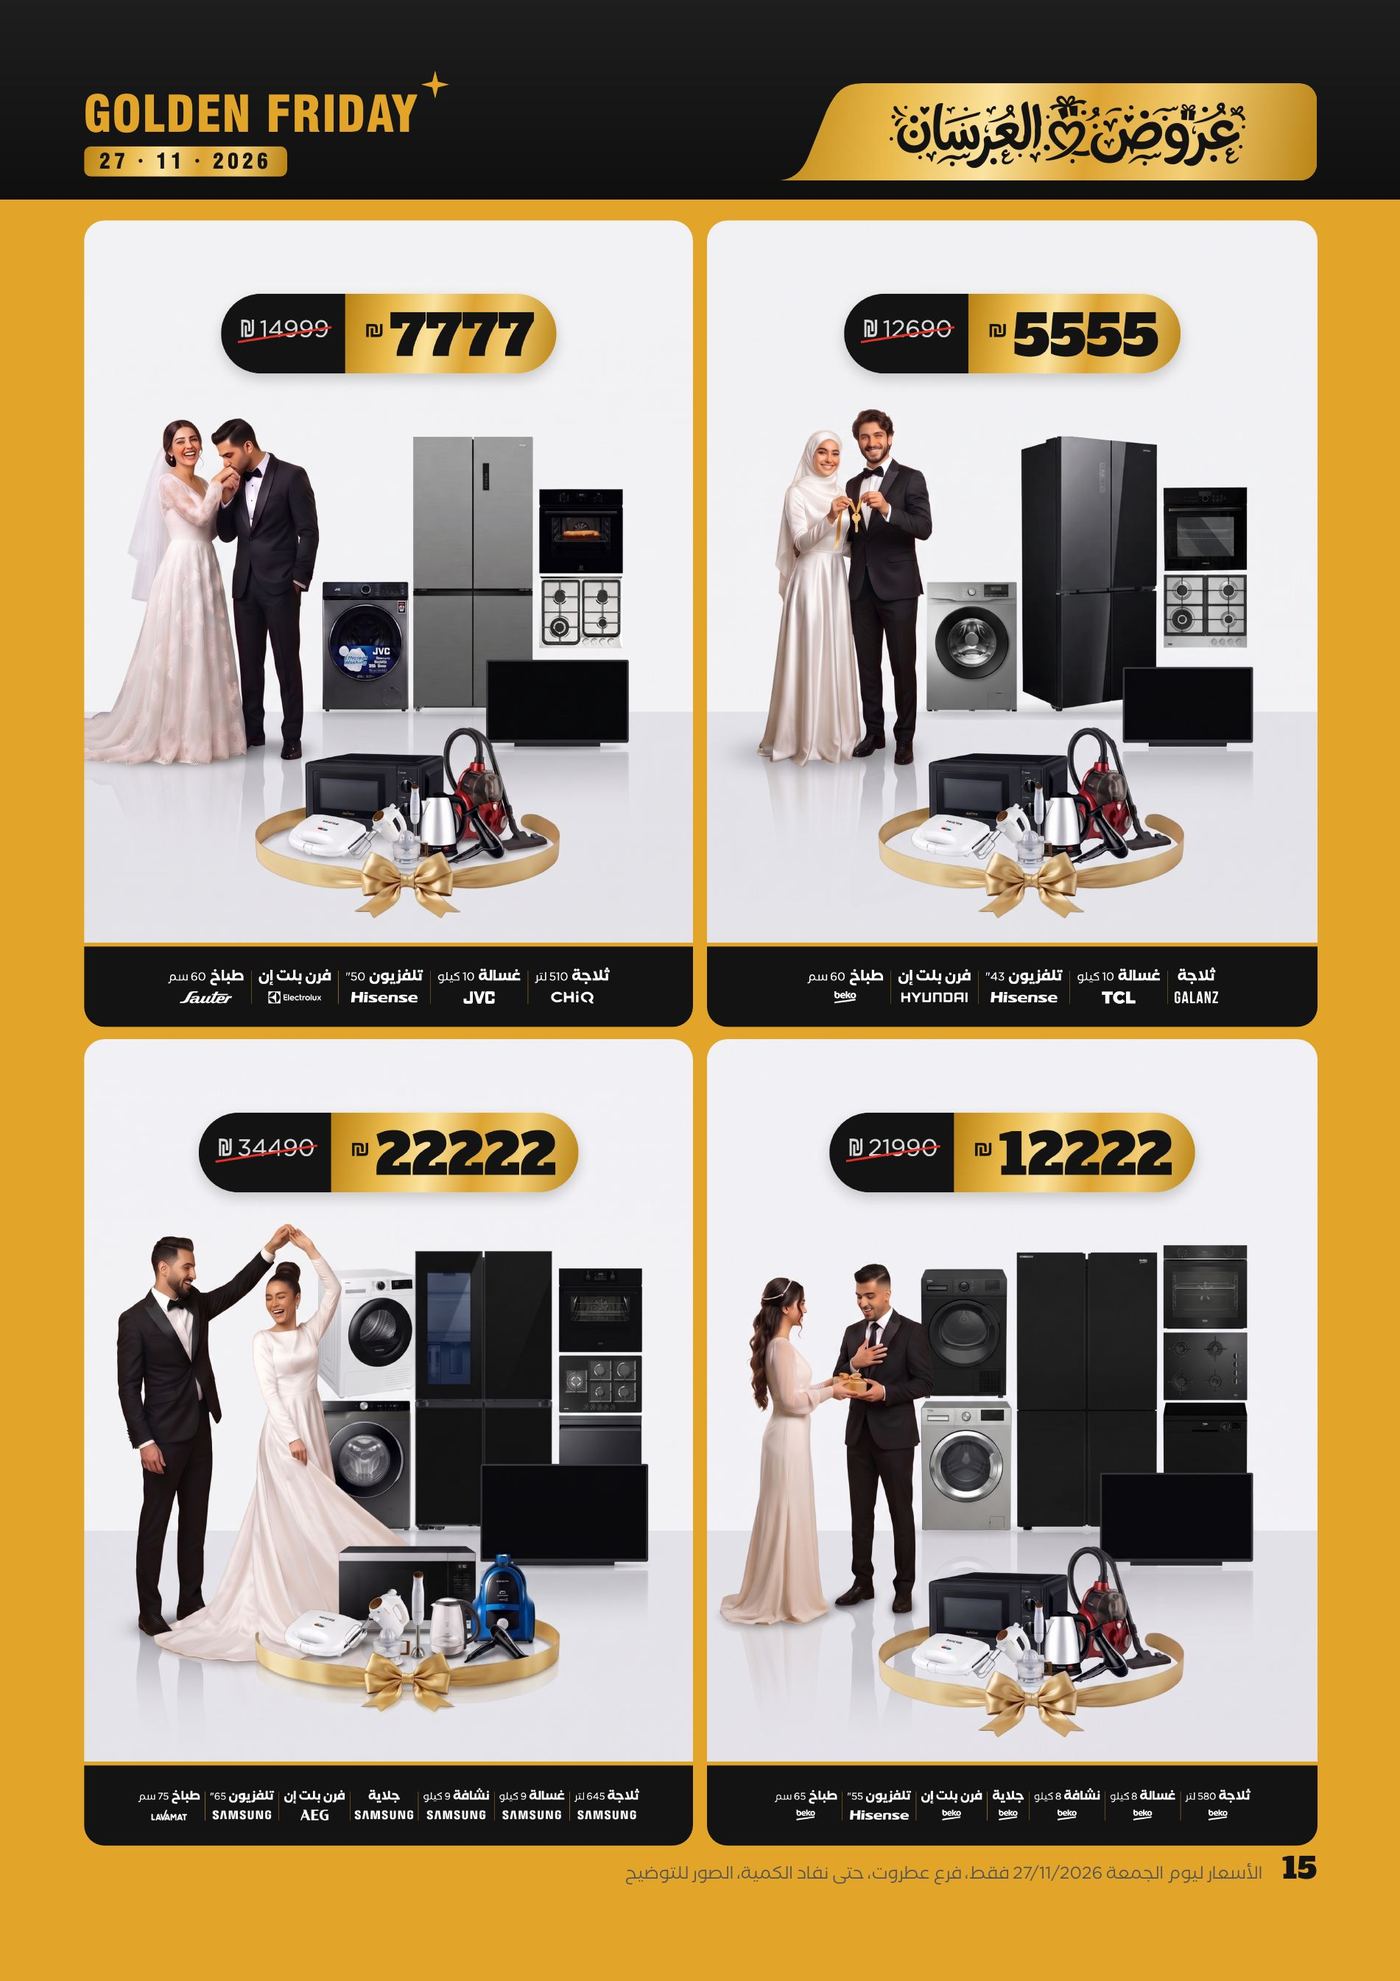 GOLDEN FRIDAY
27 · 11 · 2026
عُرُوضُ العُرْسَان
₪ 12690
₪ 5555
ثلاجة
GALANZ
غسالة 10 كيلو
TCL
تلفزيون 43"
Hisense
فرن بلت إن
HYUNDAI
طباخ 60 سم
beko
₪ 14999
₪ 7777
JVC
ثلاجة 510 لتر
CHiQ
غسالة 10 كيلو
JVC
تلفزيون 50"
Hisense
فرن بلت إن
Electrolux
طباخ 60 سم
Sauter
₪ 21990
₪ 12222
ثلاجة 580 لتر
beko
غسالة 8 كيلو
beko
نشافة 8 كيلو
beko
جلاية
beko
فرن بلت إن
beko
تلفزيون 55"
Hisense
طباخ 65 سم
beko
₪ 34490
₪ 22222
ثلاجة 645 لتر
SAMSUNG
غسالة 9 كيلو
SAMSUNG
نشافة 9 كيلو
SAMSUNG
جلاية
SAMSUNG
فرن بلت إن
AEG
تلفزيون 65"
SAMSUNG
طباخ 75 سم
LAVAMAT
15
الأسعار ليوم الجمعة 27/11/2026 فقط، فرع عطروت، حتى نفاد الكمية، الصور للتوضيح